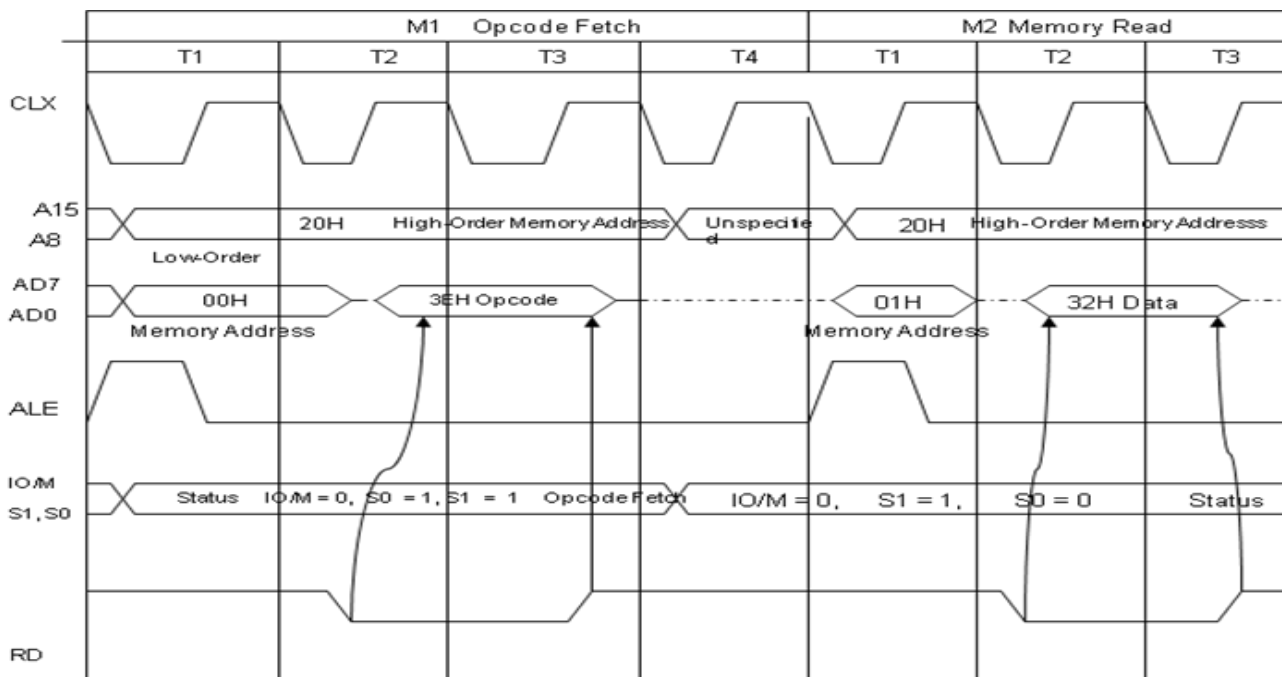 M1 Opcode Fetch M2 Memory Read
T1 T2 T3 T4 T1 T2 T3
CLX
A15
20H High-Order Memory Address Unspecified 20H High-Order Memory Addresss
A8
Low-Order
AD7
00H 3EH Opcode 01H 32H Data
AD0
Memory Address Memory Address
ALE
IO/M
Status IO/M = 0, S0 = 1, S1 = 1 Opcode Fetch IO/M = 0, S1 = 1, S0 = 0 Status
S1,S0
RD